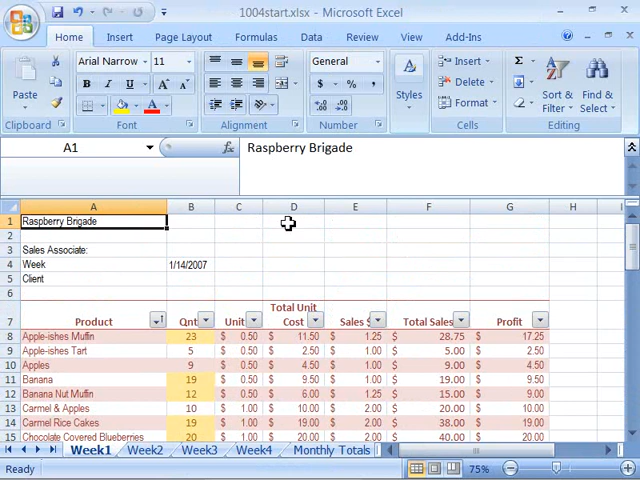 1004start.xlsx - Microsoft Excel
Home Insert Page Layout Formulas Data Review View Add-Ins
Arial Narrow 11 General Insert Σ
Paste B I U A A $ % , Styles Delete Sort & Filter Find & Select
A .0 .00 .00 .0 Format
Clipboard Font Alignment Number Cells Editing
A1 fx Raspberry Brigade
A B C D E F G H I
1 Raspberry Brigade
2
3 Sales Associate:
4 Week 1/14/2007
5 Client
6
7 Product Qnt Unit Total Unit Cost Sales $ Total Sales Profit
8 Apple-ishes Muffin 23 $ 0.50 $ 11.50 $ 1.25 $ 28.75 $ 17.25
9 Apple-ishes Tart 5 $ 0.50 $ 2.50 $ 1.00 $ 5.00 $ 2.50
10 Apples 9 $ 0.50 $ 4.50 $ 1.00 $ 9.00 $ 4.50
11 Banana 19 $ 0.50 $ 9.50 $ 1.00 $ 19.00 $ 9.50
12 Banana Nut Muffin 12 $ 0.50 $ 6.00 $ 1.25 $ 15.00 $ 9.00
13 Carmel & Apples 10 $ 1.00 $ 10.00 $ 2.00 $ 20.00 $ 10.00
14 Carmel Rice Cakes 19 $ 1.00 $ 19.00 $ 2.00 $ 38.00 $ 19.00
15 Chocolate Covered Blueberries 20 $ 1.00 $ 20.00 $ 2.00 $ 40.00 $ 20.00
Week1 Week2 Week3 Week4 Monthly Totals
Ready 75%